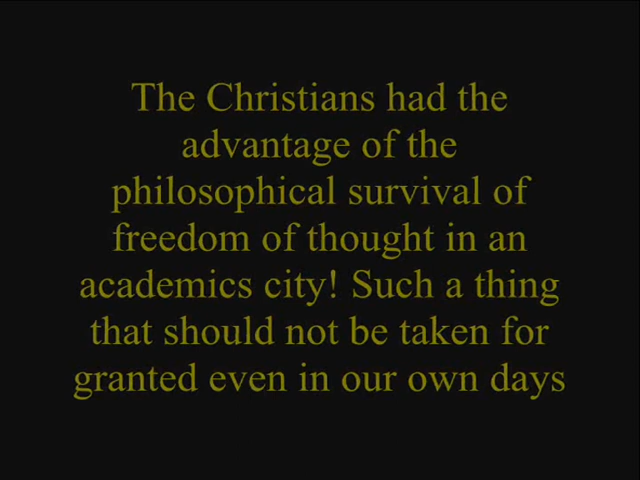 The Christians had the
advantage of the
philosophical survival of
freedom of thought in an
academics city! Such a thing
that should not be taken for
granted even in our own days